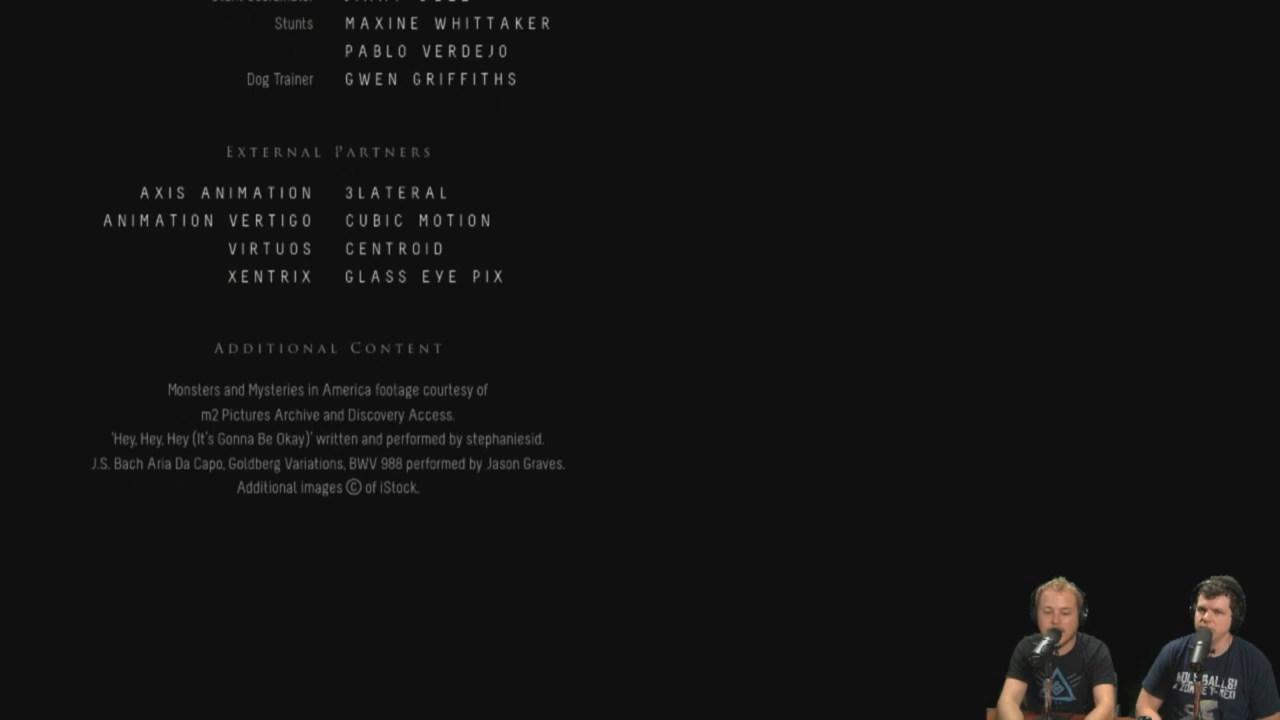 Stunts MAXINE WHITTAKER
PABLO VERDEJO
Dog Trainer GWEN GRIFFITHS
EXTERNAL PARTNERS
AXIS ANIMATION 3LATERAL
ANIMATION VERTIGO CUBIC MOTION
VIRTUOS CENTROID
XENTRIX GLASS EYE PIX
ADDITIONAL CONTENT
Monsters and Mysteries in America footage courtesy of
m2 Pictures Archive and Discovery Access.
'Hey, Hey, Hey (It's Gonna Be Okay)' written and performed by stephaniesid.
J.S. Bach Aria Da Capo, Goldberg Variations, BWV 988 performed by Jason Graves.
Additional images © of iStock.